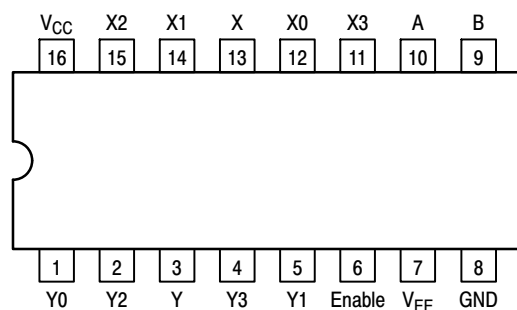 VCC X2 X1 X X0 X3 A B
16 15 14 13 12 11 10 9
1 2 3 4 5 6 7 8
Y0 Y2 Y Y3 Y1 Enable VEE GND